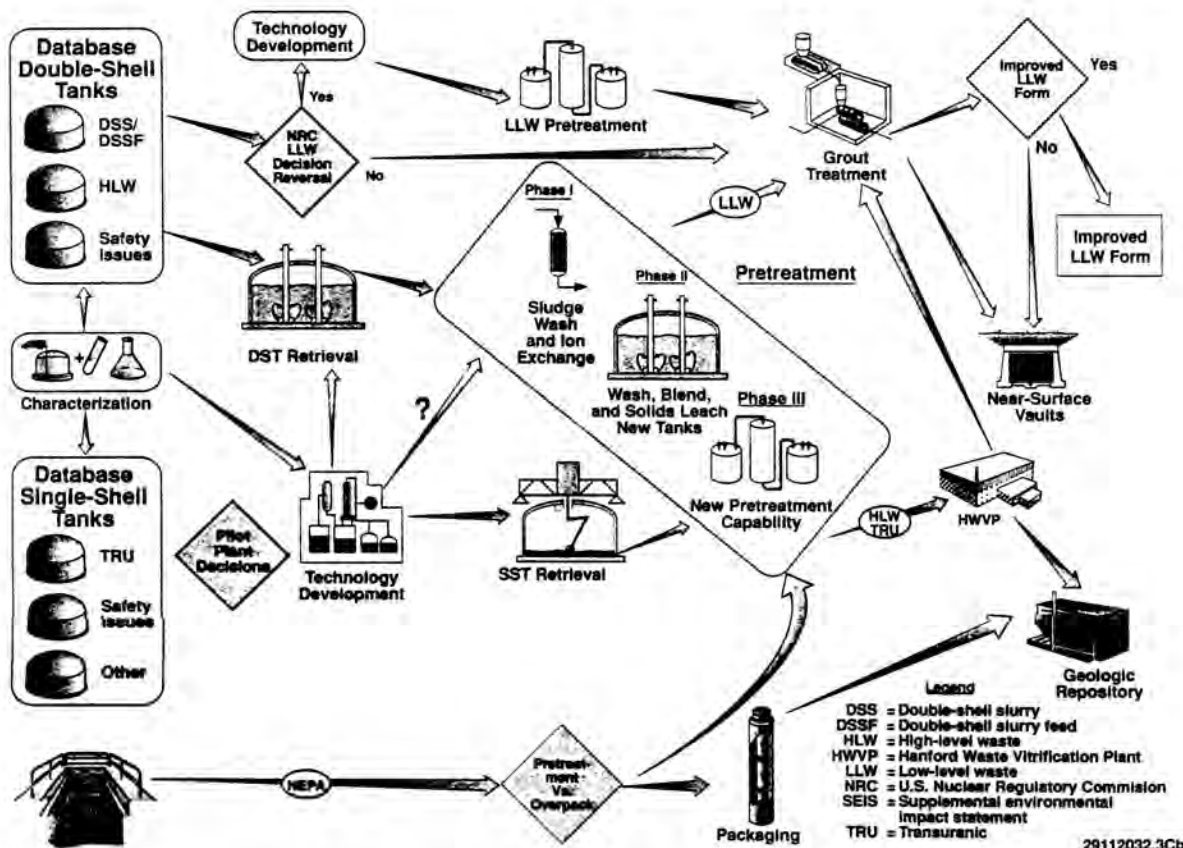 Database
Double-Shell
Tanks
DSS/
DSSF
HLW
Safety
Issues
Characterization
Database
Single-Shell
Tanks
TRU
Safety
Issues
Other
Technology
Development
Yes
NRC
LLW
Decision
Reversal
No
LLW Pretreatment
Grout
Treatment
Improved
LLW
Form
Yes
No
Improved
LLW Form
Near-Surface
Vaults
DST Retrieval
?
Phase I
Sludge
Wash
and Ion
Exchange
LLW
Pretreatment
Phase II
Wash, Blend,
and Solids Leach
New Tanks
Phase III
New Pretreatment
Capability
HLW
TRU
HWVP
Pilot
Plant
Decisions
Technology
Development
SST Retrieval
Geologic
Repository
NEPA
Pretreat-
ment
Vs.
Overpack
Packaging
Legend
DSS = Double-shell slurry
DSSF = Double-shell slurry feed
HLW = High-level waste
HWVP = Hanford Waste Vitrification Plant
LLW = Low-level waste
NRC = U.S. Nuclear Regulatory Commision
SEIS = Supplemental environmental
impact statement
TRU = Transuranic
29112032.3Cb